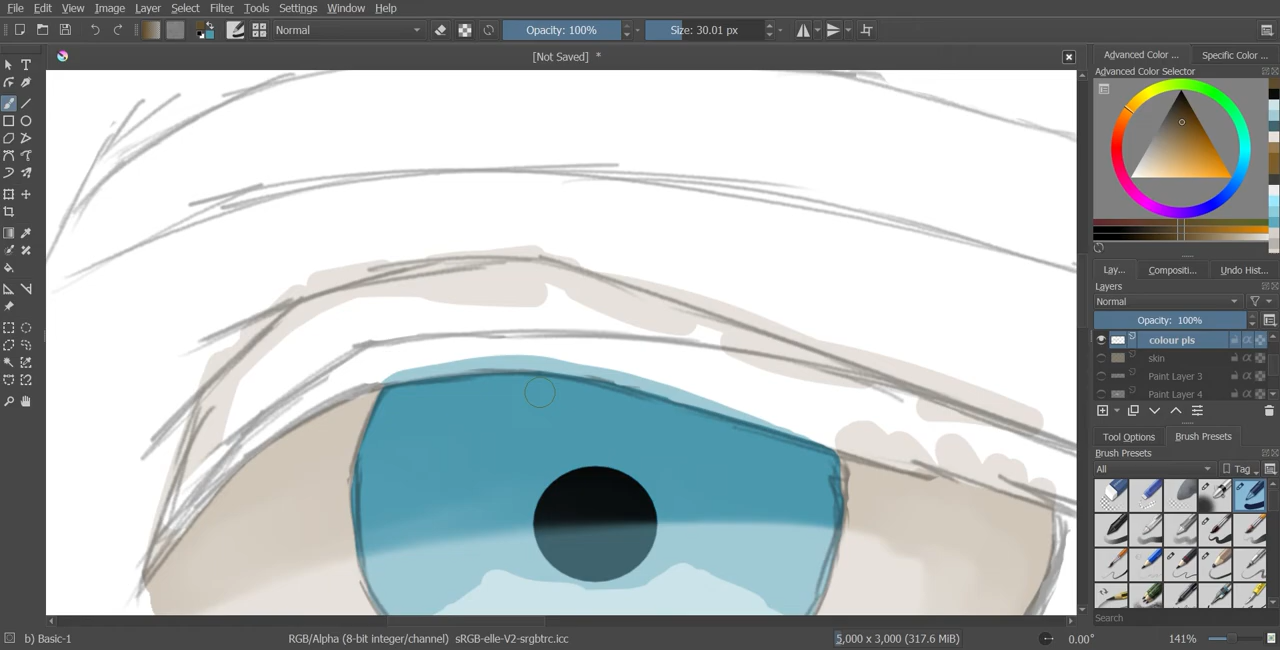 File Edit View Image Layer Select Filter Tools Settings Window Help
Normal Opacity: 100% Size: 30.01 px
[Not Saved] *
Advanced Color ... Specific Color ...
Advanced Color Selector
Lay... Compositi... Undo Hist...
Layers
Normal
Opacity: 100%
colour pls
skin
Paint Layer 3
Paint Layer 4
Tool Options Brush Presets
Brush Presets
All Tag
Search
b) Basic-1 RGB/Alpha (8-bit integer/channel) sRGB-elle-V2-srgbtrc.icc 5,000 x 3,000 (317.6 MiB) 0.00° 141%